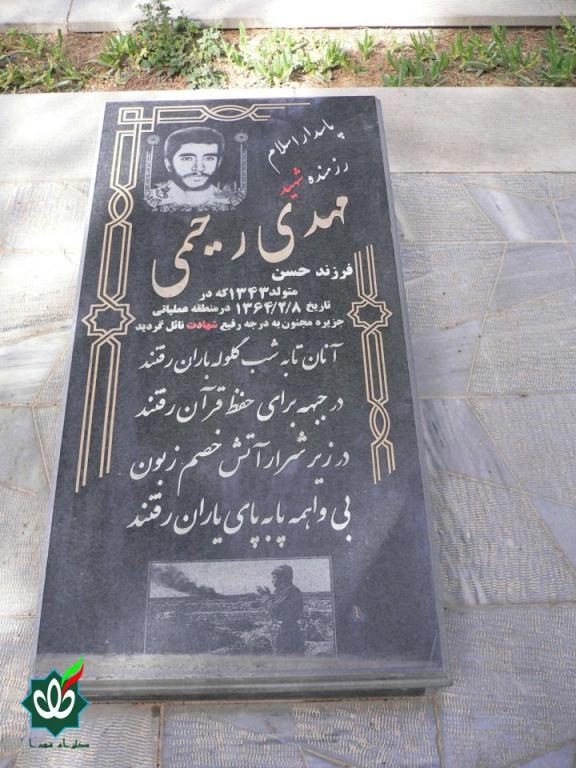 پاسدار اسلام
رزمنده شهید
مهدی رحیمی
فرزند حسن
متولد ۱۳۴۳ که در
تاریخ ۱۳۶۴/۲/۸ در منطقه عملیاتی
جزیره مجنون به درجه رفیع شهادت نائل گردید
آنان تا به شب گلوله باران رفتند
در جبهه برای حفظ قرآن رفتند
در زیر شرار آتش خصم زبون
بی واهمه پا به پای یاران رفتند